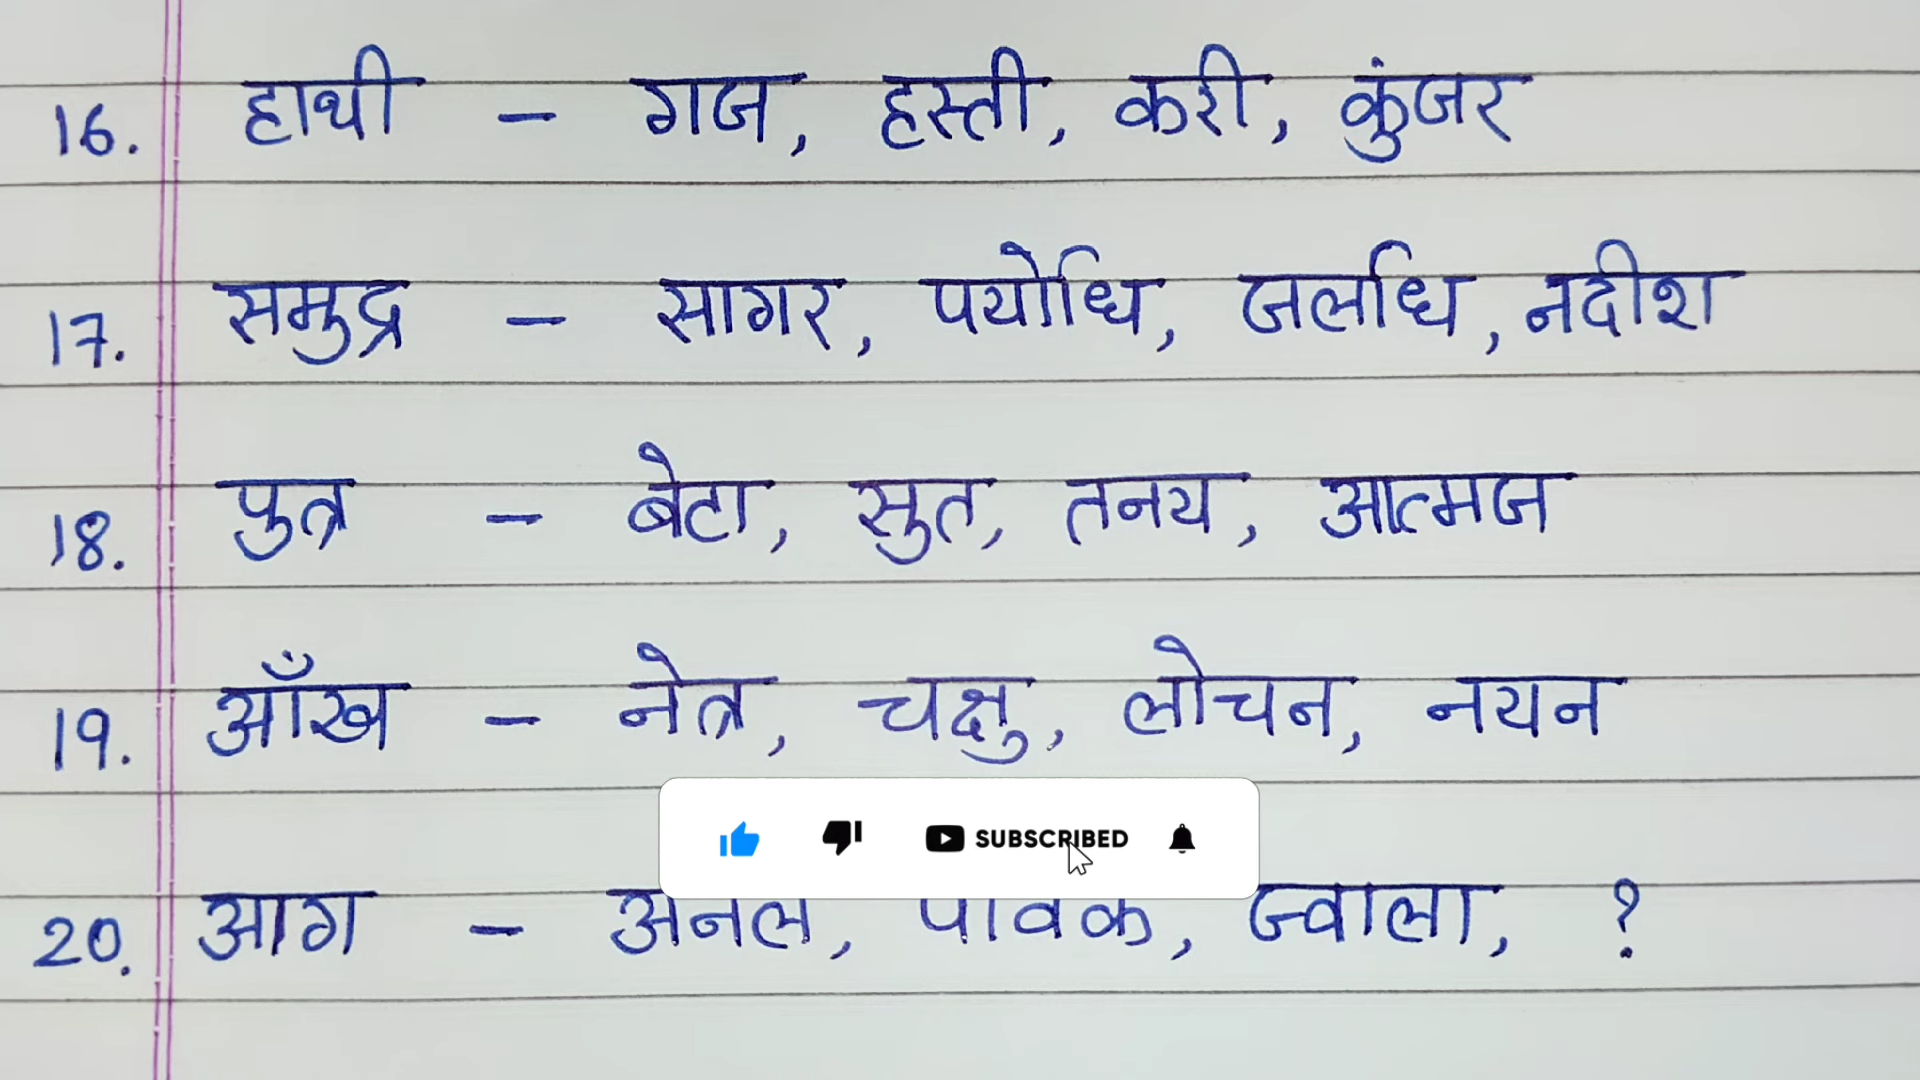 16. हाथी – गज, हस्ती, करी, कुंजर
17. समुद्र – सागर, पयोधि, जलधि, नदीश
18. पुत्र – बेटा, सुत, तनय, आत्मज
19. आँख – नेत्र, चक्षु, लोचन, नयन
SUBSCRIBED
20. आग – अनल, पावक, ज्वाला, ?